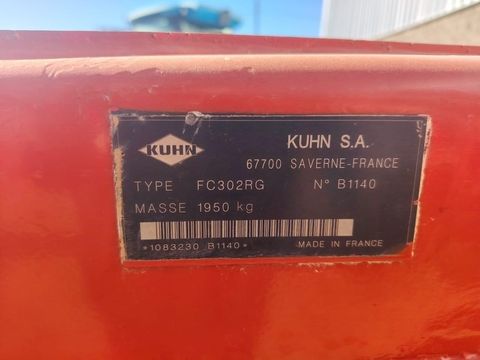 KUHN
KUHN S.A.
67700 SAVERNE-FRANCE
TYPE FC302RG N° B1140
MASSE 1950 kg
*1083230 B1140* MADE IN FRANCE